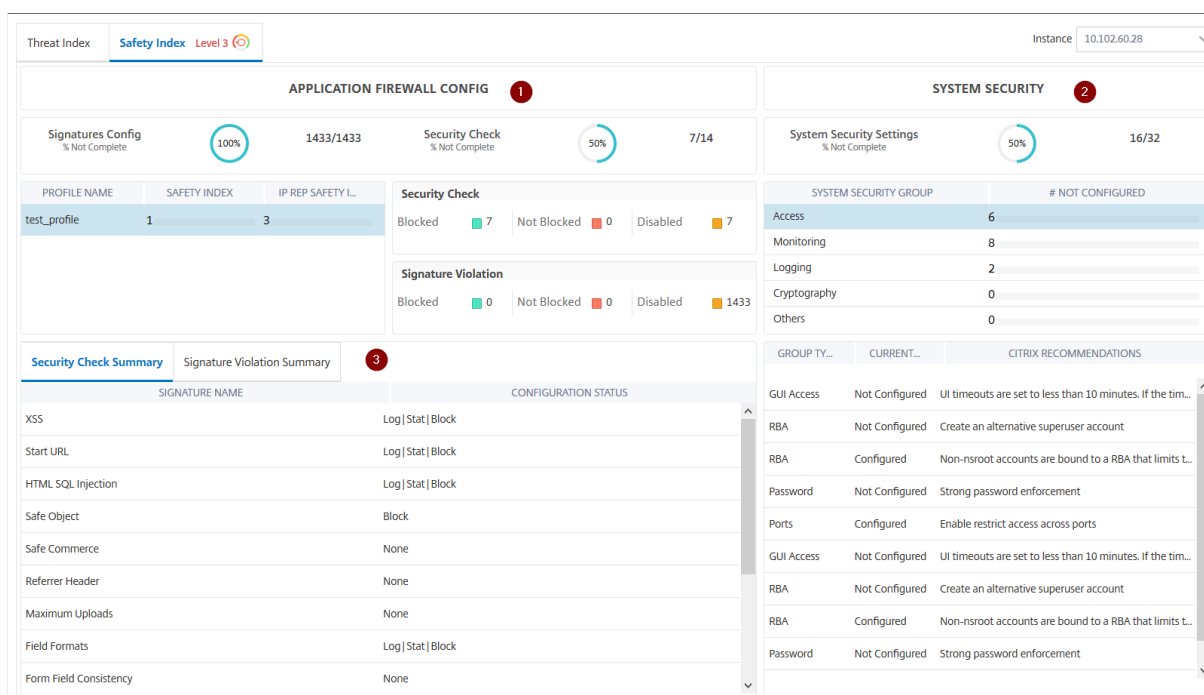 Threat Index Safety Index Level 3 Instance 10.102.60.28
APPLICATION FIREWALL CONFIG 1 SYSTEM SECURITY 2
Signatures Config 100% 1433/1433 Security Check 50% 7/14 System Security Settings 50% 16/32
% Not Complete % Not Complete % Not Complete
PROFILE NAME SAFETY INDEX IP REP SAFETY I...
test_profile 1 3
Security Check
Blocked 7 Not Blocked 0 Disabled 7
Signature Violation
Blocked 0 Not Blocked 0 Disabled 1433
SYSTEM SECURITY GROUP # NOT CONFIGURED
Access 6
Monitoring 8
Logging 2
Cryptography 0
Others 0
Security Check Summary Signature Violation Summary 3
SIGNATURE NAME CONFIGURATION STATUS
XSS Log|Stat|Block
Start URL Log|Stat|Block
HTML SQL Injection Log|Stat|Block
Safe Object Block
Safe Commerce None
Referrer Header None
Maximum Uploads None
Field Formats Log|Stat|Block
Form Field Consistency None
GROUP TY... CURRENT... CITRIX RECOMMENDATIONS
GUI Access Not Configured UI timeouts are set to less than 10 minutes. If the tim...
RBA Not Configured Create an alternative superuser account
RBA Configured Non-nsroot accounts are bound to a RBA that limits t...
Password Not Configured Strong password enforcement
Ports Configured Enable restrict access across ports
GUI Access Not Configured UI timeouts are set to less than 10 minutes. If the tim...
RBA Not Configured Create an alternative superuser account
RBA Configured Non-nsroot accounts are bound to a RBA that limits t...
Password Not Configured Strong password enforcement